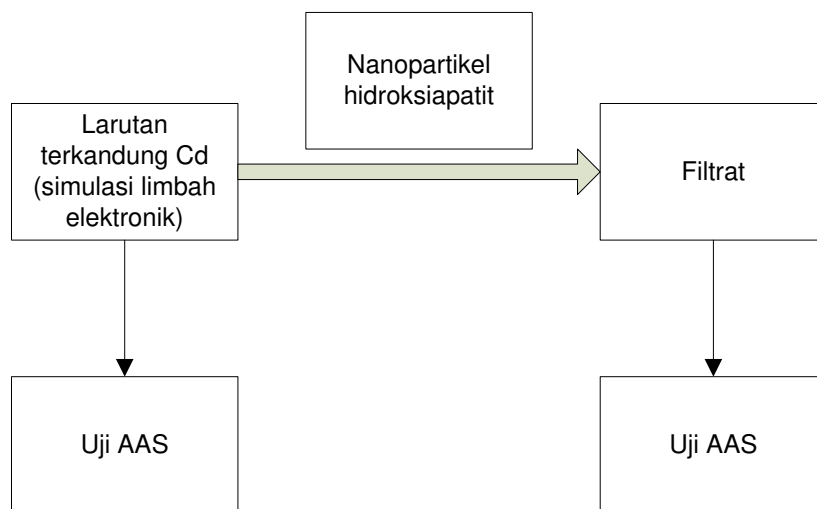 Nanopartikel
hidroksiapatit
Larutan
terkandung Cd
(simulasi limbah
elektronik)
Filtrat
Uji AAS
Uji AAS